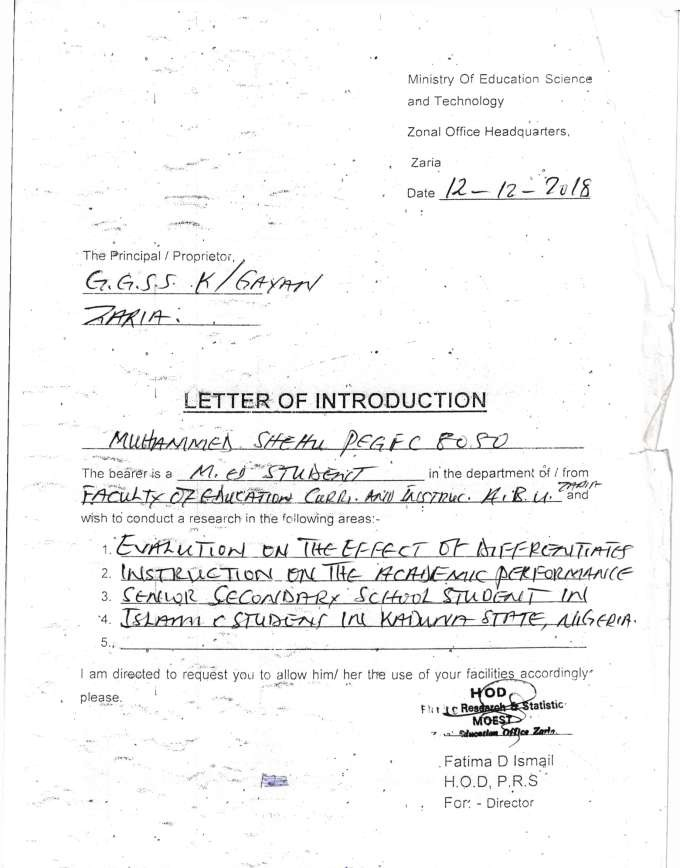 Ministry Of Education Science
and Technology
Zonal Office Headquarters,
Zaria
Date 12 - 12 - 2018
The Principal / Proprietor,
G.G.S.S. K/GAYAN
ZARIA.
LETTER OF INTRODUCTION
MUHAMMED SHEHU PEGFC 8080
The bearer is a M. ed STUDENT in the department of / from
FACULTY OF EDUCATION CURRI. AND INSTRUC. A.B.U. ZARIA and
wish to conduct a research in the following areas:-
1. EVALUTION ON THE EFFECT OF DIFFERENTIATES
2. INSTRUCTION ON THE ACADEMIC PERFORMANCE
3. SENIOR SECONDARY SCHOOL STUDENT IN
4. ISLAMIC STUDENT IN KADUNA STATE, NIGERIA.
5.
I am directed to request you to allow him/ her the use of your facilities accordingly
please.
HOD
Research & Statistic
MOEST
Education Office Zaria
Fatima D Ismail
H.O.D, P.R.S
For: - Director